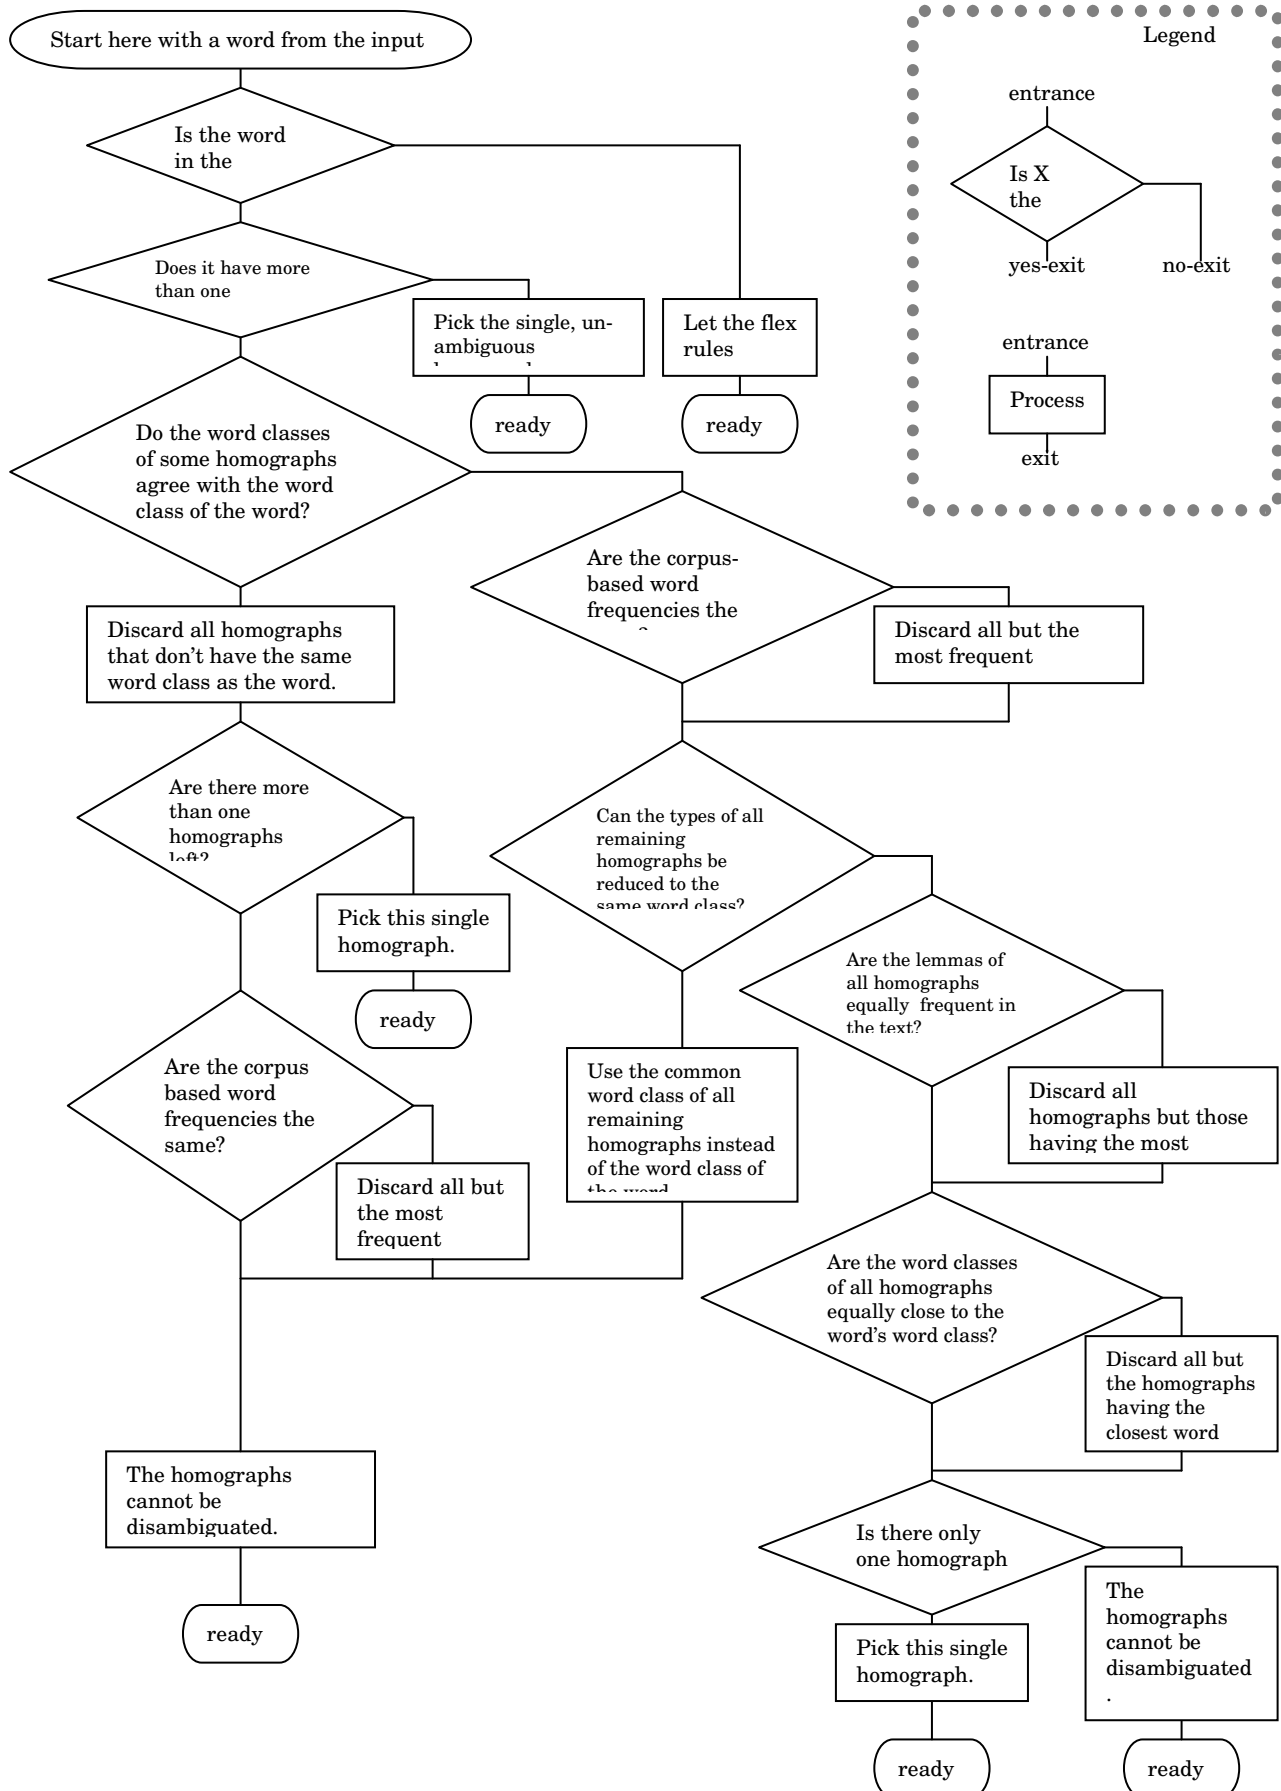 Start here with a word from the input
Is the word
in the
Does it have more
than one
Pick the single, un-
ambiguous
Let the flex
rules
ready
ready
Do the word classes
of some homographs
agree with the word
class of the word?
Are the corpus-
based word
frequencies the
Discard all but the
most frequent
Discard all homographs
that don't have the same
word class as the word.
Are there more
than one
homographs
left?
Pick this single
homograph.
ready
Can the types of all
remaining
homographs be
reduced to the
same word class?
Are the lemmas of
all homographs
equally frequent in
the text?
Discard all
homographs but those
having the most
Are the corpus
based word
frequencies the
same?
Discard all but
the most
frequent
Use the common
word class of all
remaining
homographs instead
of the word class of
the word
Are the word classes
of all homographs
equally close to the
word's word class?
Discard all but
the homographs
having the
closest word
The homographs
cannot be
disambiguated.
ready
Is there only
one homograph
Pick this single
homograph.
ready
The
homographs
cannot be
disambiguated
.
ready
Legend
entrance
Is X
the
yes-exit
no-exit
entrance
Process
exit